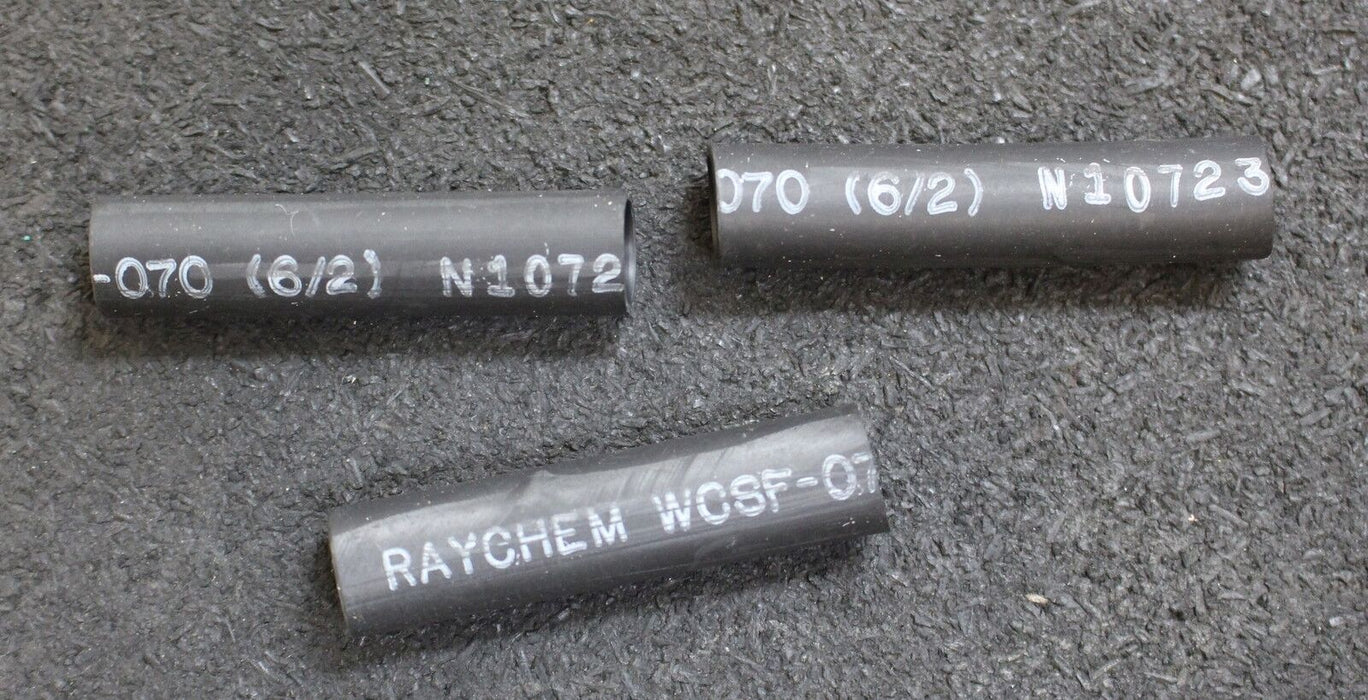 -070 (6/2) N1072
070 (6/2) N10723
RAYCHEM WCSF-07